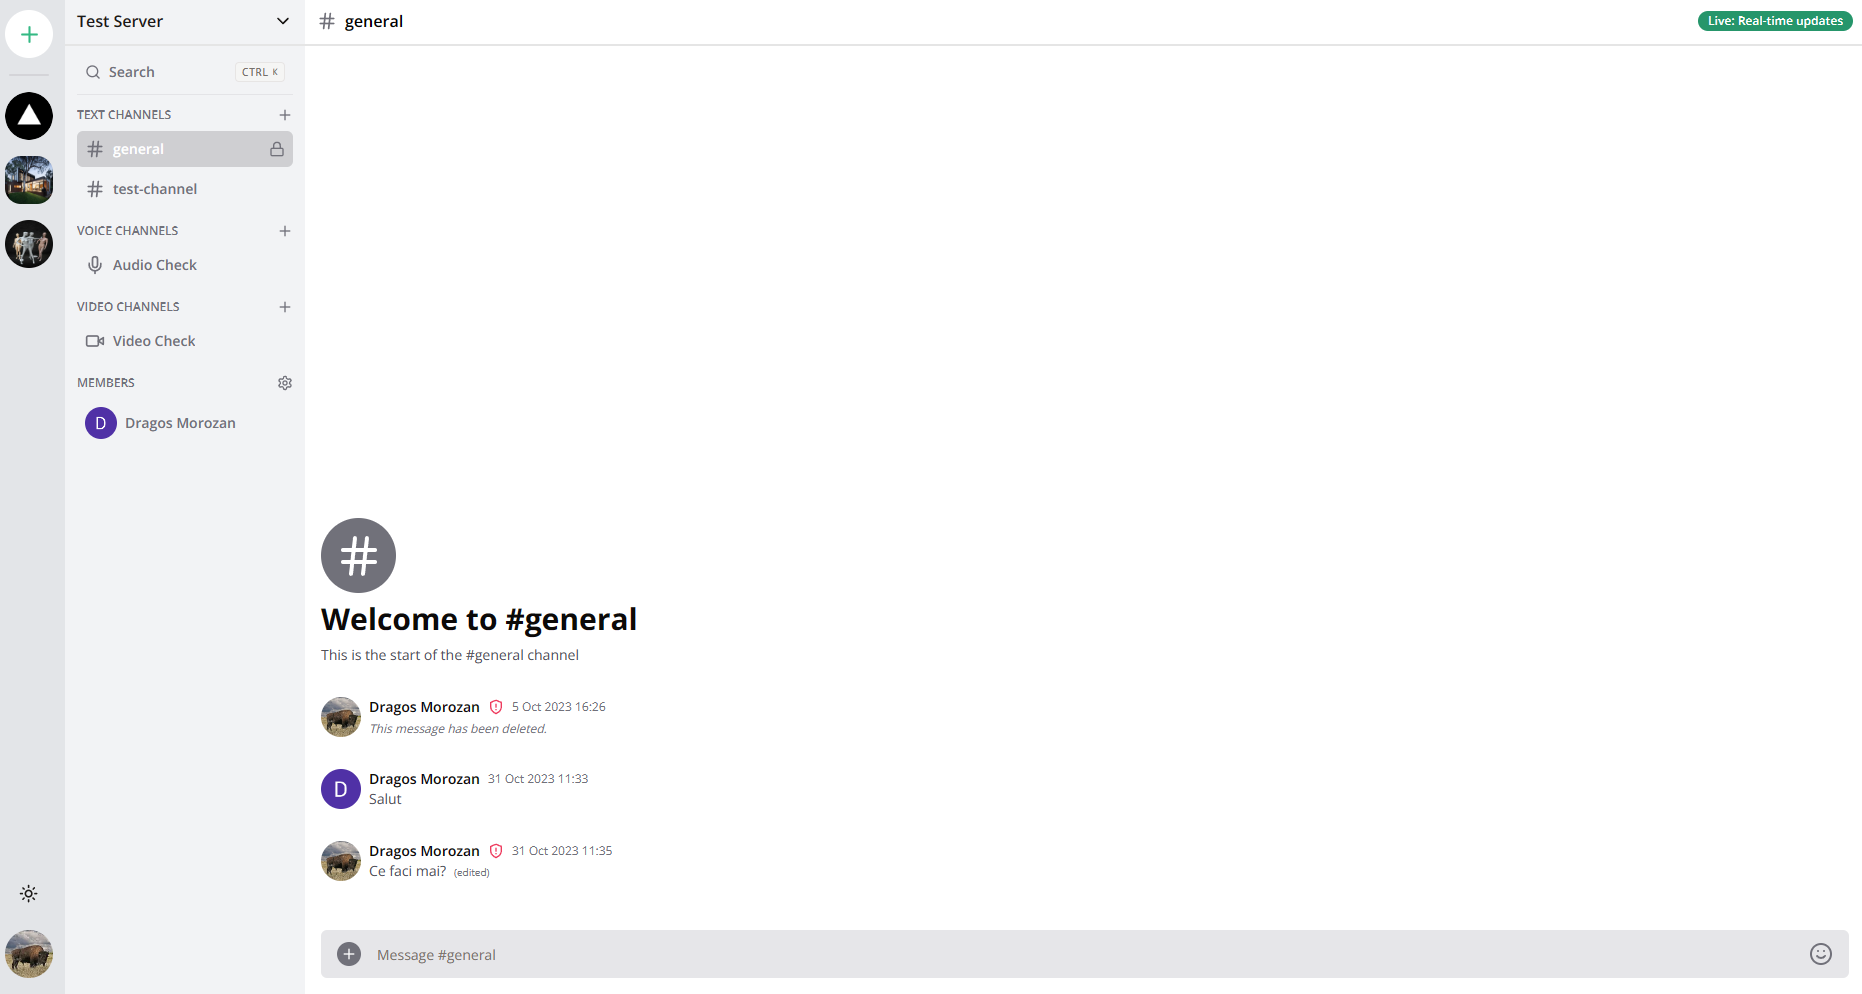 Test Server
Search
CTRL K
TEXT CHANNELS
general
test-channel
VOICE CHANNELS
Audio Check
VIDEO CHANNELS
Video Check
MEMBERS
D
Dragos Morozan
# general
Live: Real-time updates
#
Welcome to #general
This is the start of the #general channel
Dragos Morozan 5 Oct 2023 16:26
This message has been deleted.
D
Dragos Morozan 31 Oct 2023 11:33
Salut
Dragos Morozan 31 Oct 2023 11:35
Ce faci mai? (edited)
Message #general